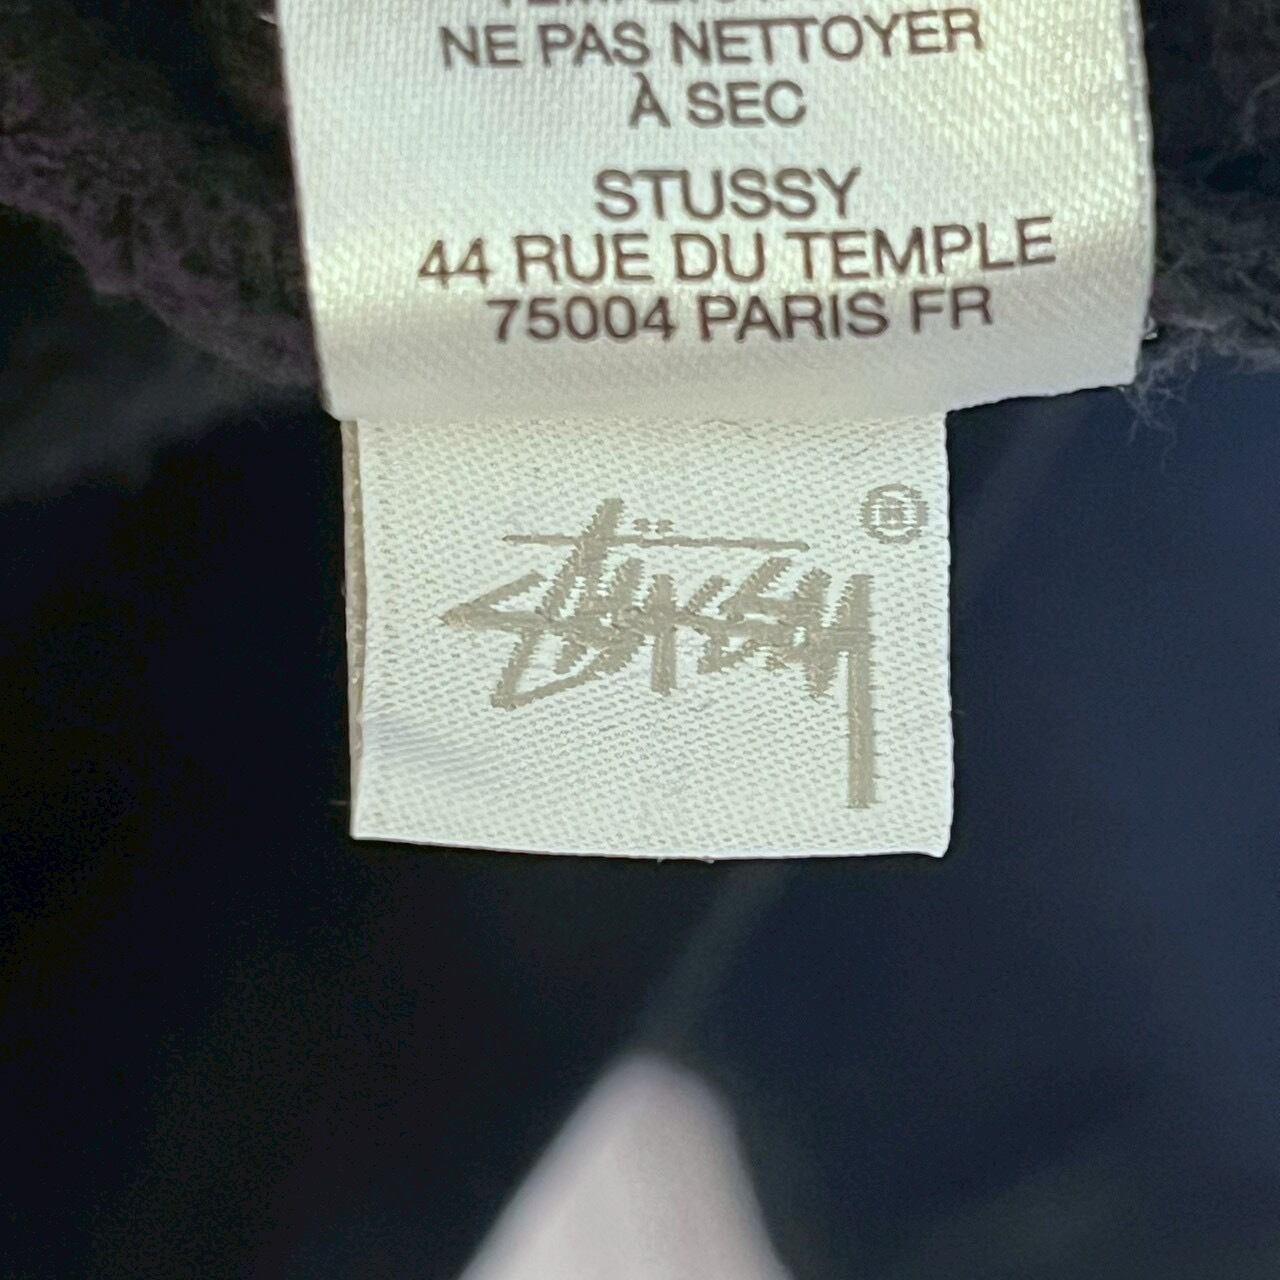 NE PAS NETTOYER
À SEC
STUSSY
44 RUE DU TEMPLE
75004 PARIS FR
Stüssy ®